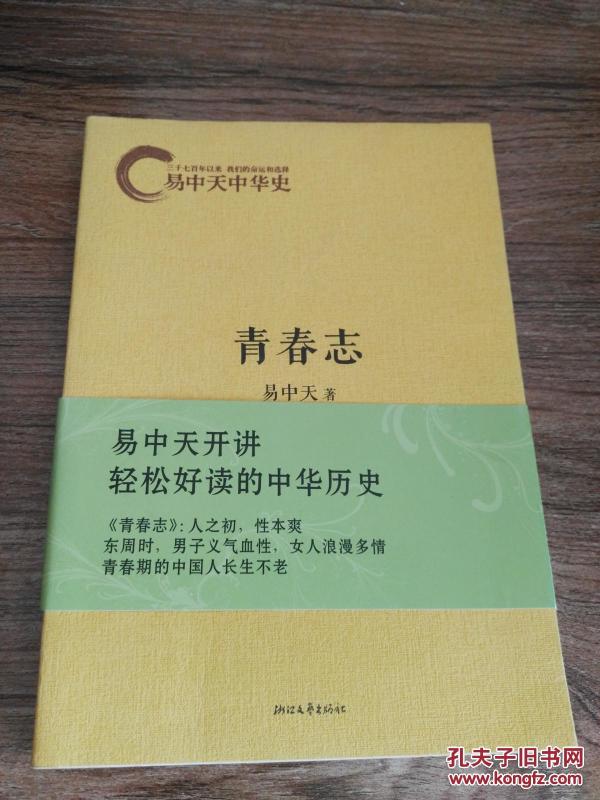 三千七百年以来 我们的命运和选择
易中天中华史
青春志
易中天 著
易中天开讲
轻松好读的中华历史
《青春志》：人之初，性本爽
东周时，男子义气血性，女人浪漫多情
青春期的中国人长生不老
浙江文艺出版社
孔夫子旧书网
www.kongfz.com